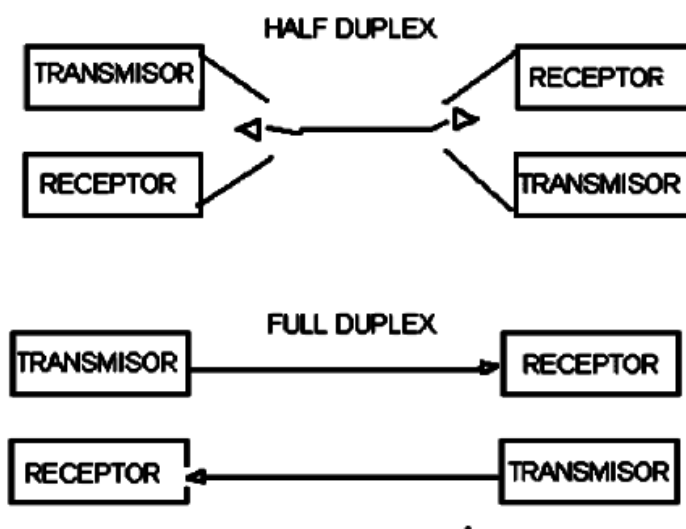 HALF DUPLEX
TRANSMISOR
RECEPTOR
RECEPTOR
TRANSMISOR
FULL DUPLEX
TRANSMISOR
RECEPTOR
RECEPTOR
TRANSMISOR